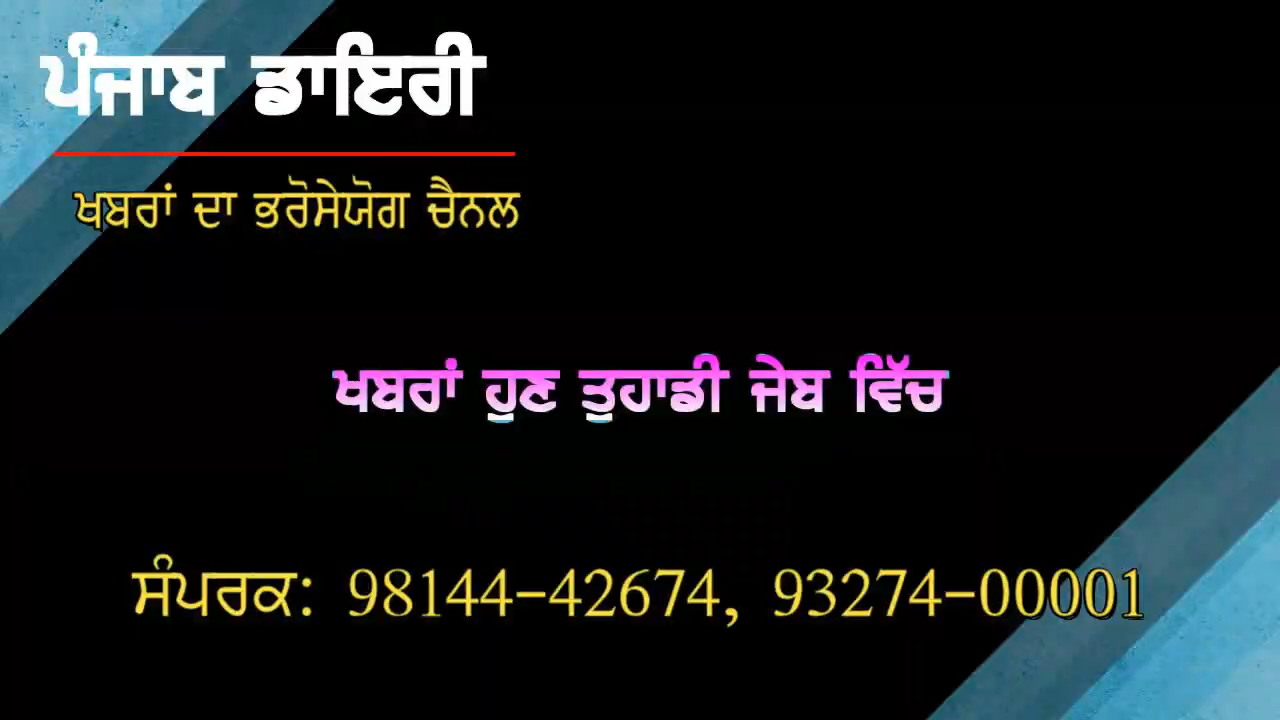 ਪੰਜਾਬ ਡਾਇਰੀ
ਖਬਰਾਂ ਦਾ ਭਰੋਸੇਯੋਗ ਚੈਨਲ
ਖਬਰਾਂ ਹੁਣ ਤੁਹਾਡੀ ਜੇਬ ਵਿੱਚ
ਸੰਪਰਕ: 98144-42674, 93274-00001